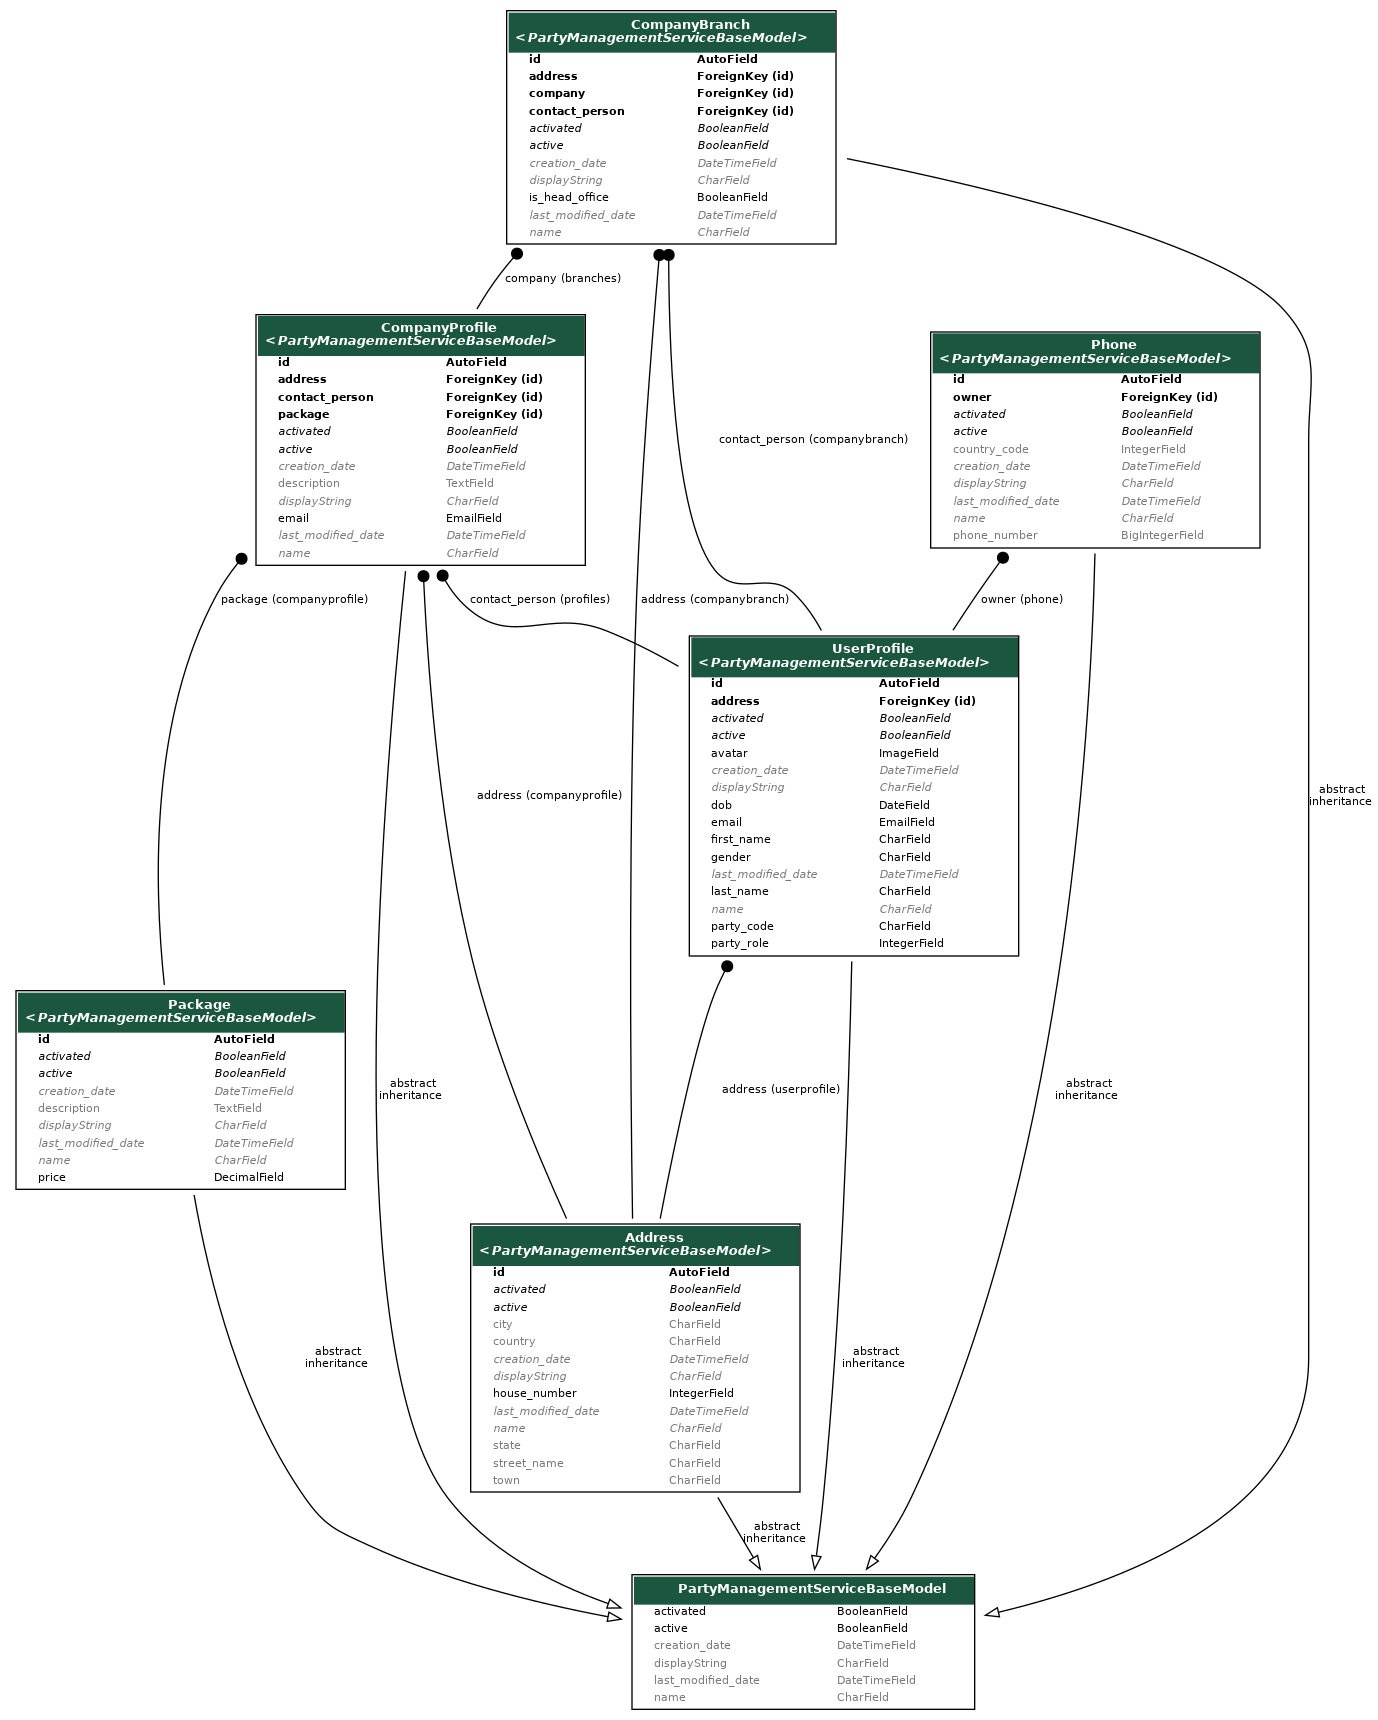 CompanyBranch
<PartyManagementServiceBaseModel>
id AutoField
address ForeignKey (id)
company ForeignKey (id)
contact_person ForeignKey (id)
activated BooleanField
active BooleanField
creation_date DateTimeField
displayString CharField
is_head_office BooleanField
last_modified_date DateTimeField
name CharField
company (branches)
CompanyProfile
<PartyManagementServiceBaseModel>
id AutoField
address ForeignKey (id)
contact_person ForeignKey (id)
package ForeignKey (id)
activated BooleanField
active BooleanField
creation_date DateTimeField
description TextField
displayString CharField
email EmailField
last_modified_date DateTimeField
name CharField
Phone
<PartyManagementServiceBaseModel>
id AutoField
owner ForeignKey (id)
activated BooleanField
active BooleanField
country_code IntegerField
creation_date DateTimeField
displayString CharField
last_modified_date DateTimeField
name CharField
phone_number BigIntegerField
contact_person (companybranch)
package (companyprofile)
contact_person (profiles)
address (companybranch)
owner (phone)
UserProfile
<PartyManagementServiceBaseModel>
id AutoField
address ForeignKey (id)
activated BooleanField
active BooleanField
avatar ImageField
creation_date DateTimeField
displayString CharField
dob DateField
email EmailField
first_name CharField
gender CharField
last_modified_date DateTimeField
last_name CharField
name CharField
party_code CharField
party_role IntegerField
address (companyprofile)
abstract
inheritance
Package
<PartyManagementServiceBaseModel>
id AutoField
activated BooleanField
active BooleanField
creation_date DateTimeField
description TextField
displayString CharField
last_modified_date DateTimeField
name CharField
price DecimalField
abstract
inheritance
address (userprofile)
abstract
inheritance
Address
<PartyManagementServiceBaseModel>
id AutoField
activated BooleanField
active BooleanField
city CharField
country CharField
creation_date DateTimeField
displayString CharField
house_number IntegerField
last_modified_date DateTimeField
name CharField
state CharField
street_name CharField
town CharField
abstract
inheritance
abstract
inheritance
abstract
inheritance
PartyManagementServiceBaseModel
activated BooleanField
active BooleanField
creation_date DateTimeField
displayString CharField
last_modified_date DateTimeField
name CharField